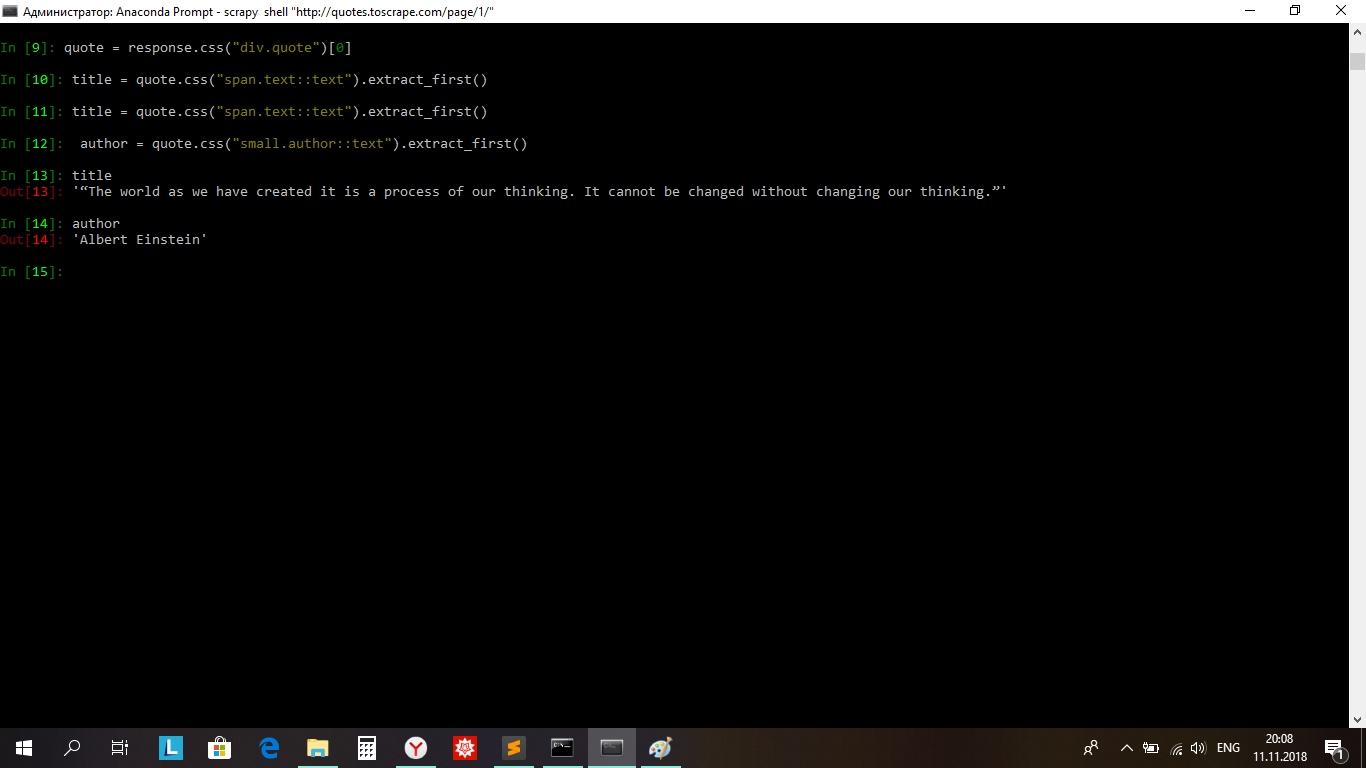 Администратор: Anaconda Prompt - scrapy  shell "http://quotes.toscrape.com/page/1/"
In [9]: quote = response.css("div.quote")[0]
In [10]: title = quote.css("span.text::text").extract_first()
In [11]: title = quote.css("span.text::text").extract_first()
In [12]:  author = quote.css("small.author::text").extract_first()
In [13]: title
Out[13]: '“The world as we have created it is a process of our thinking. It cannot be changed without changing our thinking.”'
In [14]: author
Out[14]: 'Albert Einstein'
In [15]:
L
ENG
20:08
11.11.2018
1